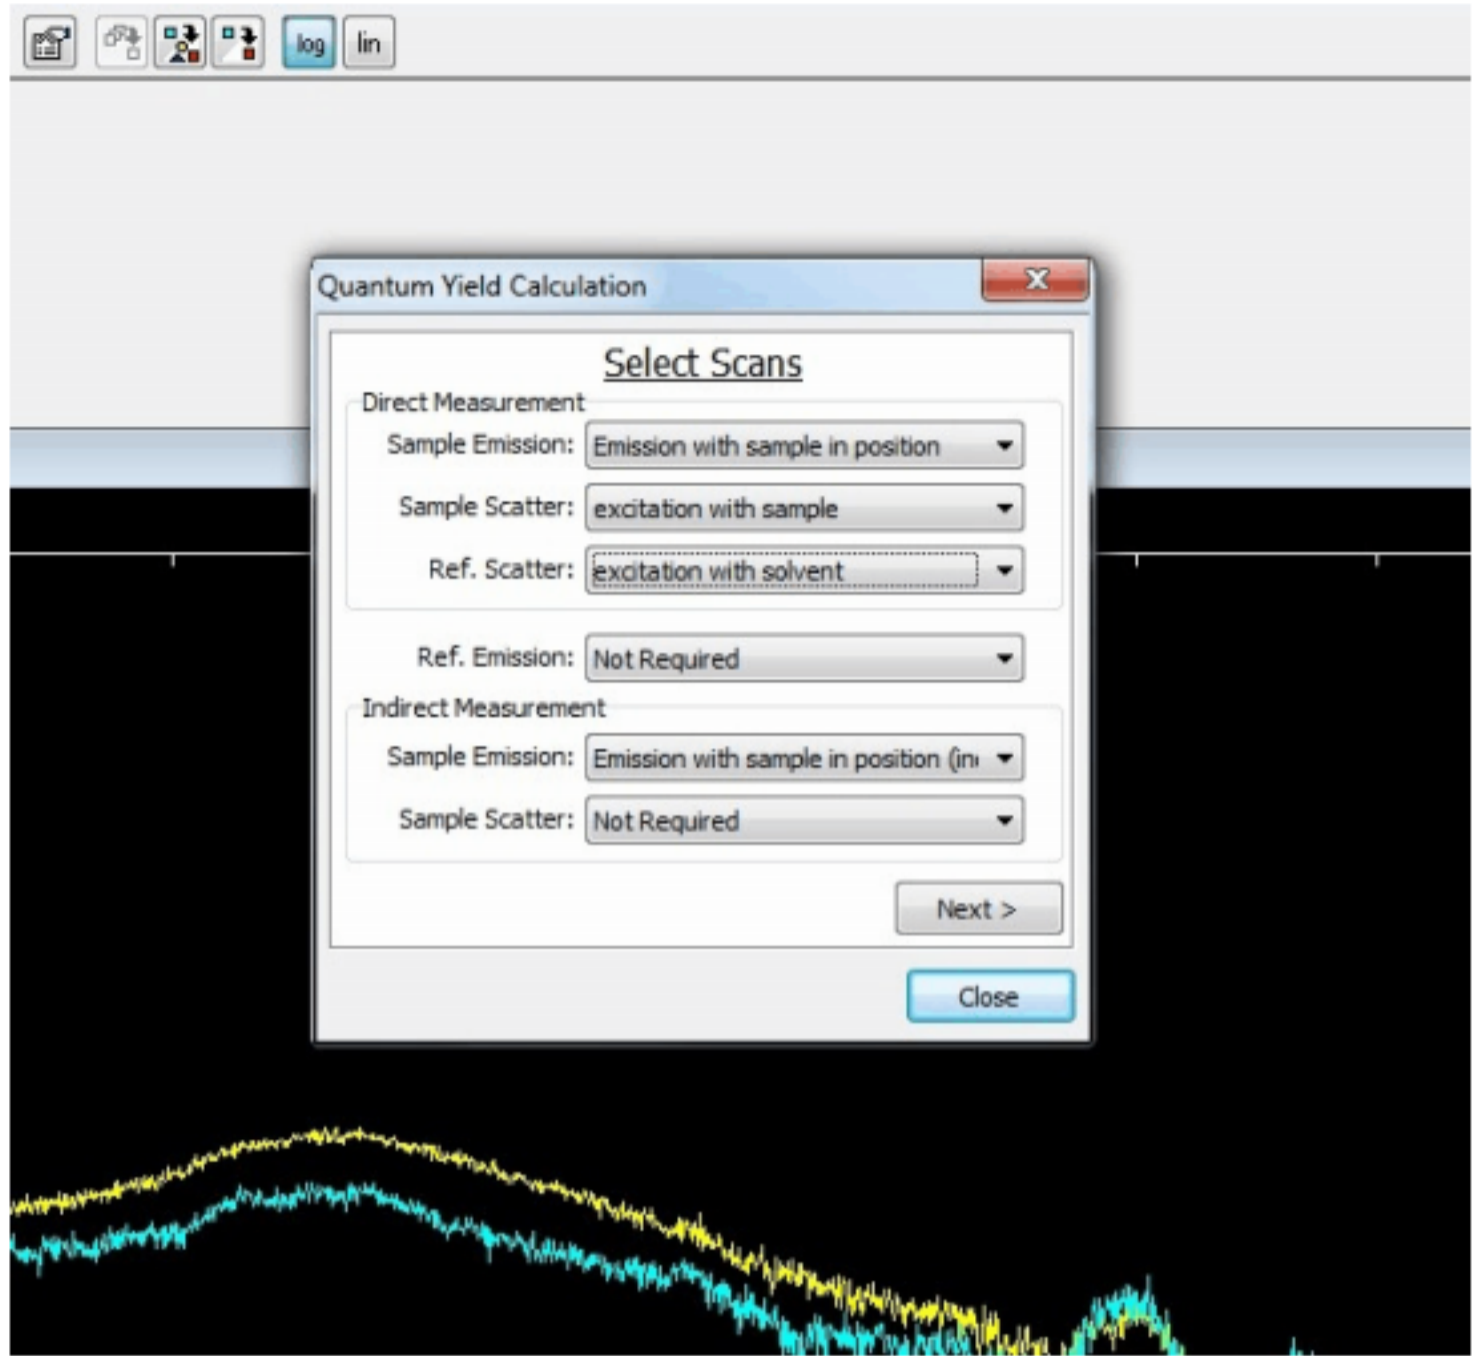 log lin
Quantum Yield Calculation
Select Scans
Direct Measurement
Sample Emission: Emission with sample in position
Sample Scatter: excitation with sample
Ref. Scatter: excitation with solvent
Ref. Emission: Not Required
Indirect Measurement
Sample Emission: Emission with sample in position (in
Sample Scatter: Not Required
Next >
Close